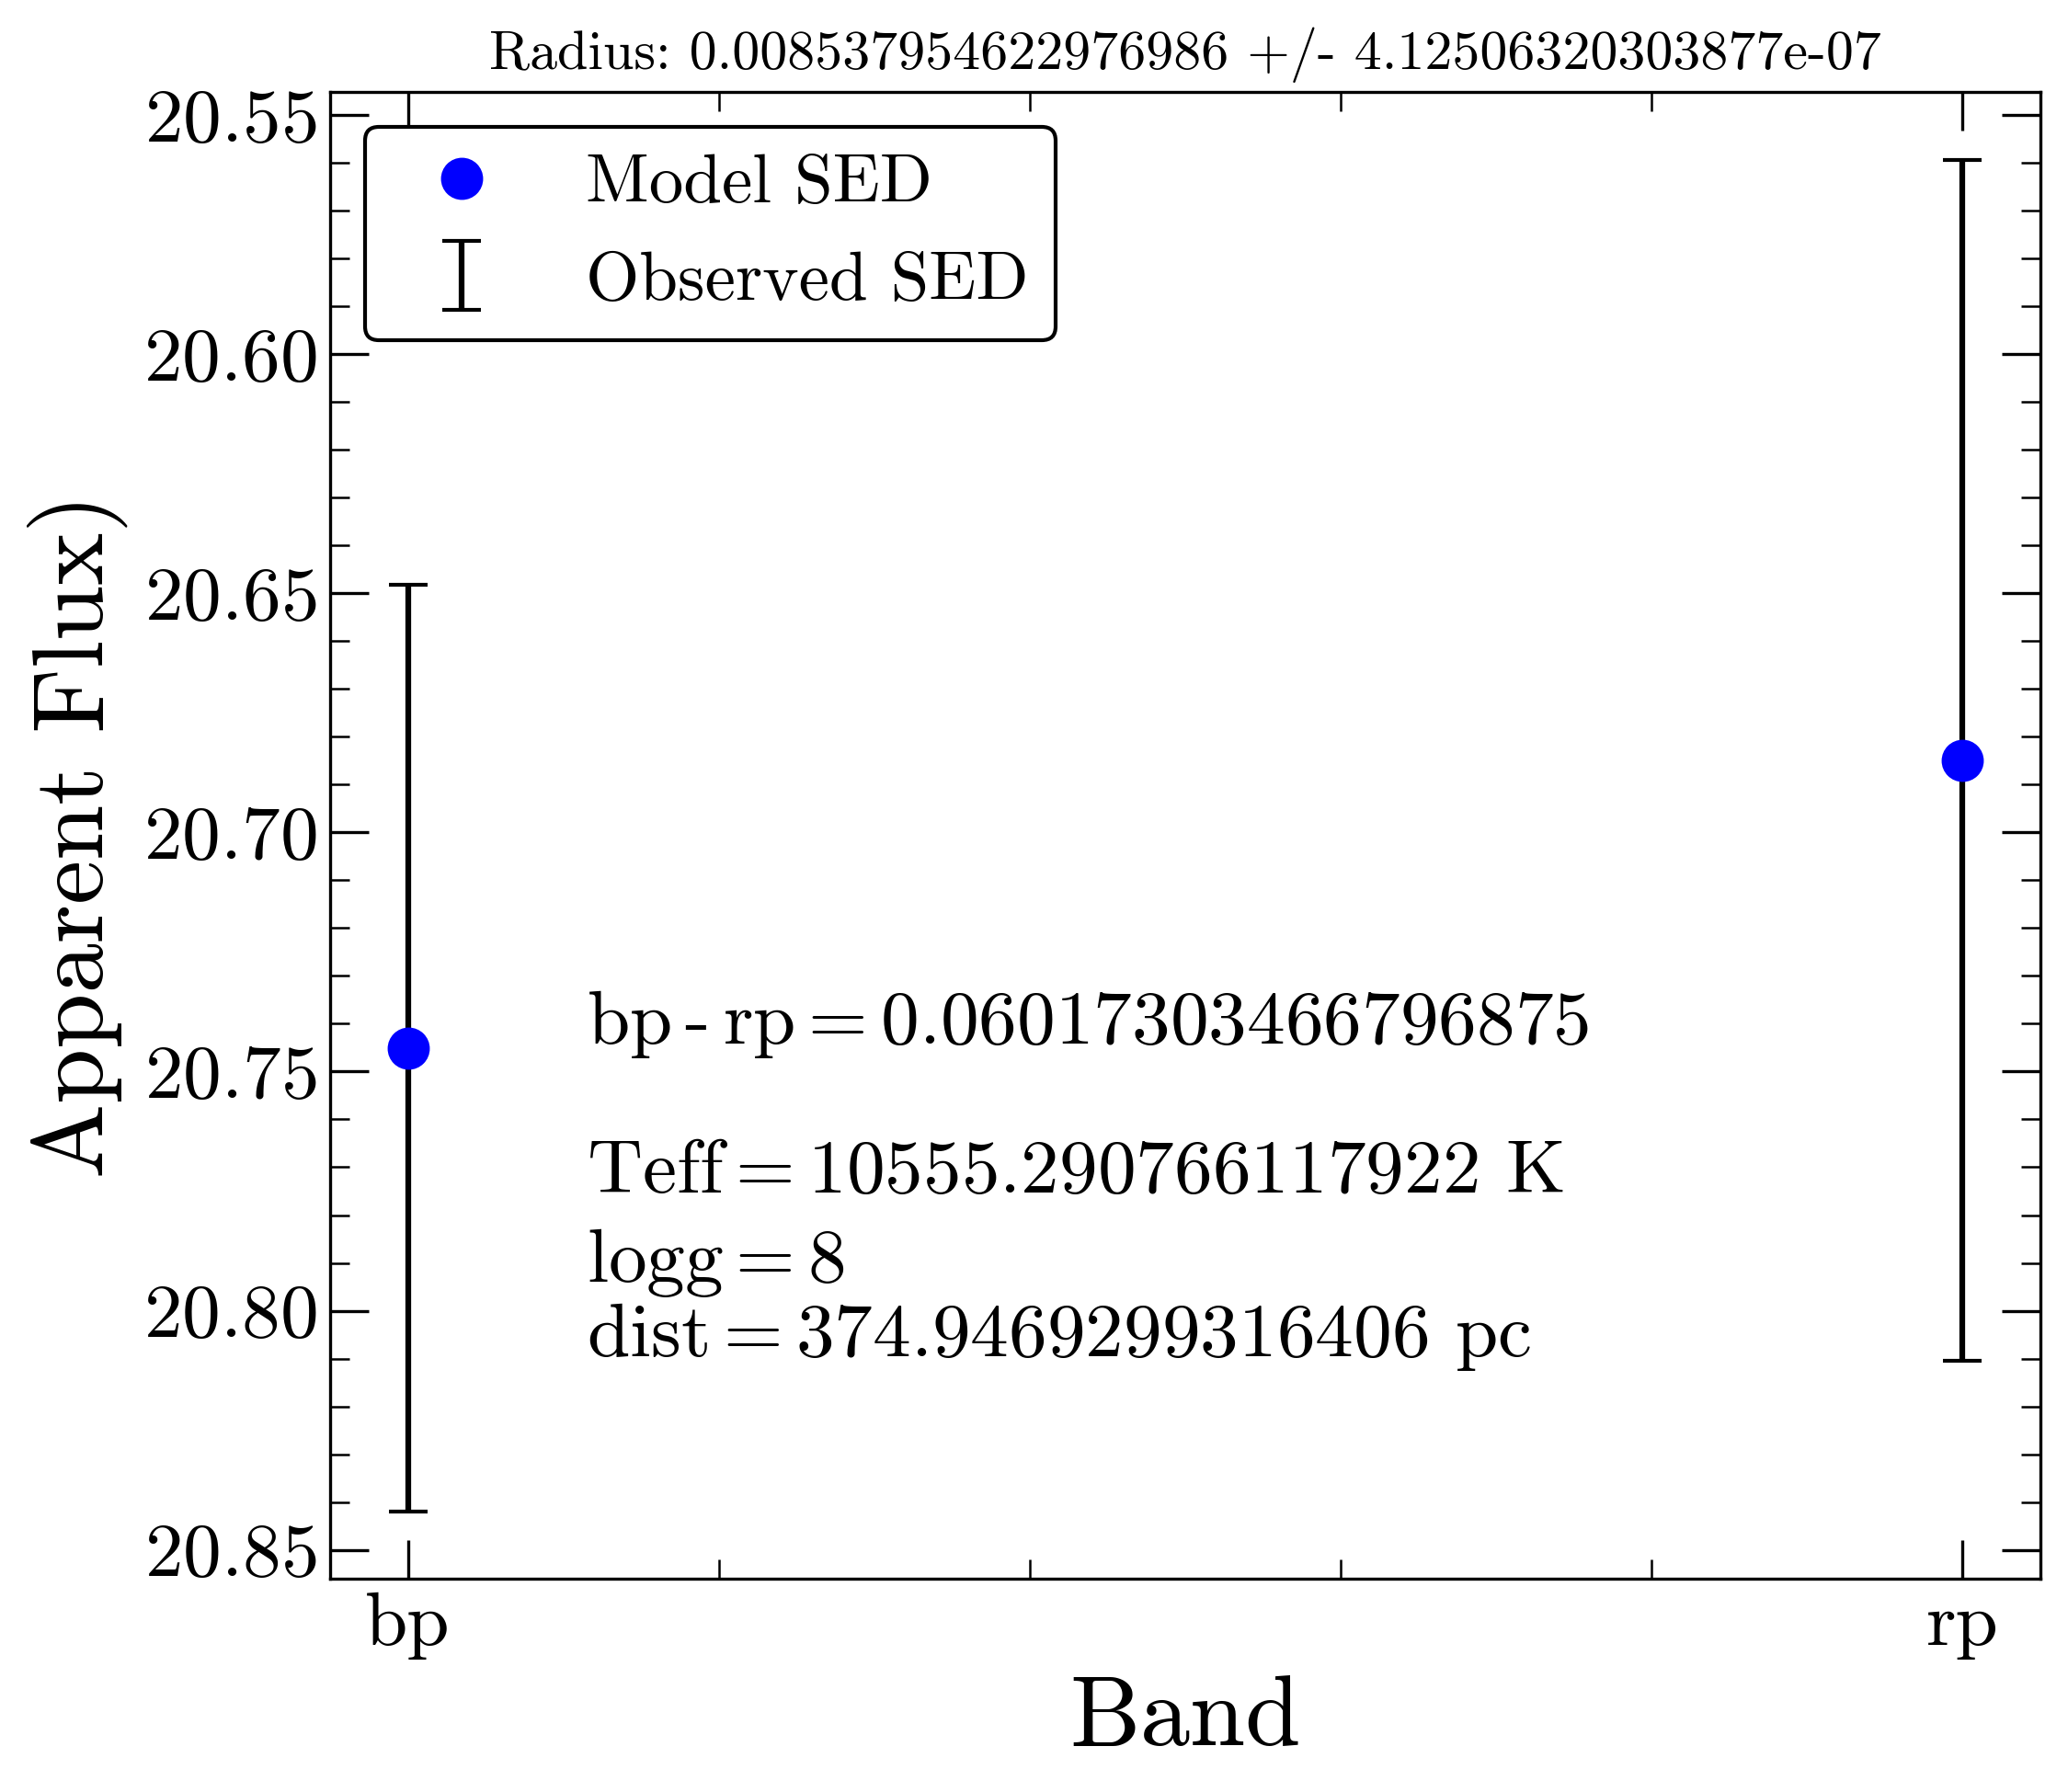 Radius: 0.008537954622976986 +/- 4.12506320303877e-07
20.55
20.60
20.65
20.70
20.75
20.80
20.85
Apparent Flux)
Model SED
Observed SED
bp - rp = 0.06017303466796875
Teff = 10555.290766117922 K
logg = 8
dist = 374.9469299316406 pc
bp
rp
Band